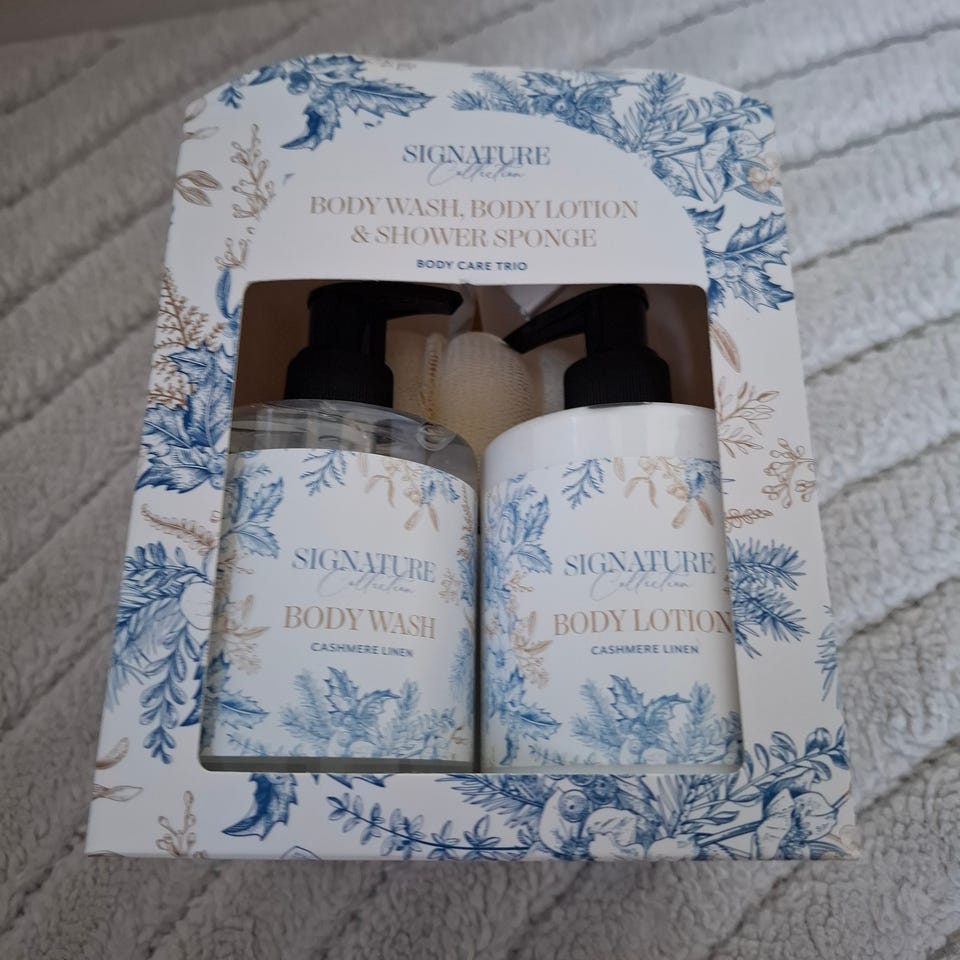 SIGNATURE
Collection
BODY WASH, BODY LOTION
& SHOWER SPONGE
BODY CARE TRIO
SIGNATURE
Collection
BODY WASH
CASHMERE LINEN
SIGNATURE
Collection
BODY LOTION
CASHMERE LINEN